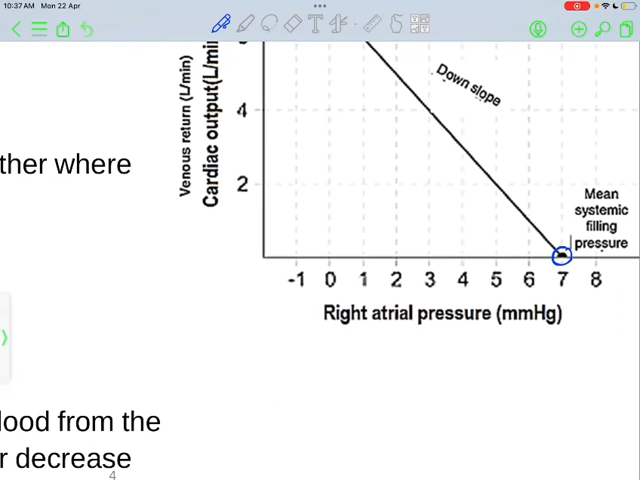 10:37 AM Mon 22 Apr
Venous return (L/min)
Cardiac output(L/mi
Down slope
4
2
ther where
Mean
systemic
filling
pressure
-1 0 1 2 3 4 5 6 7 8
Right atrial pressure (mmHg)
lood from the
r decrease
4